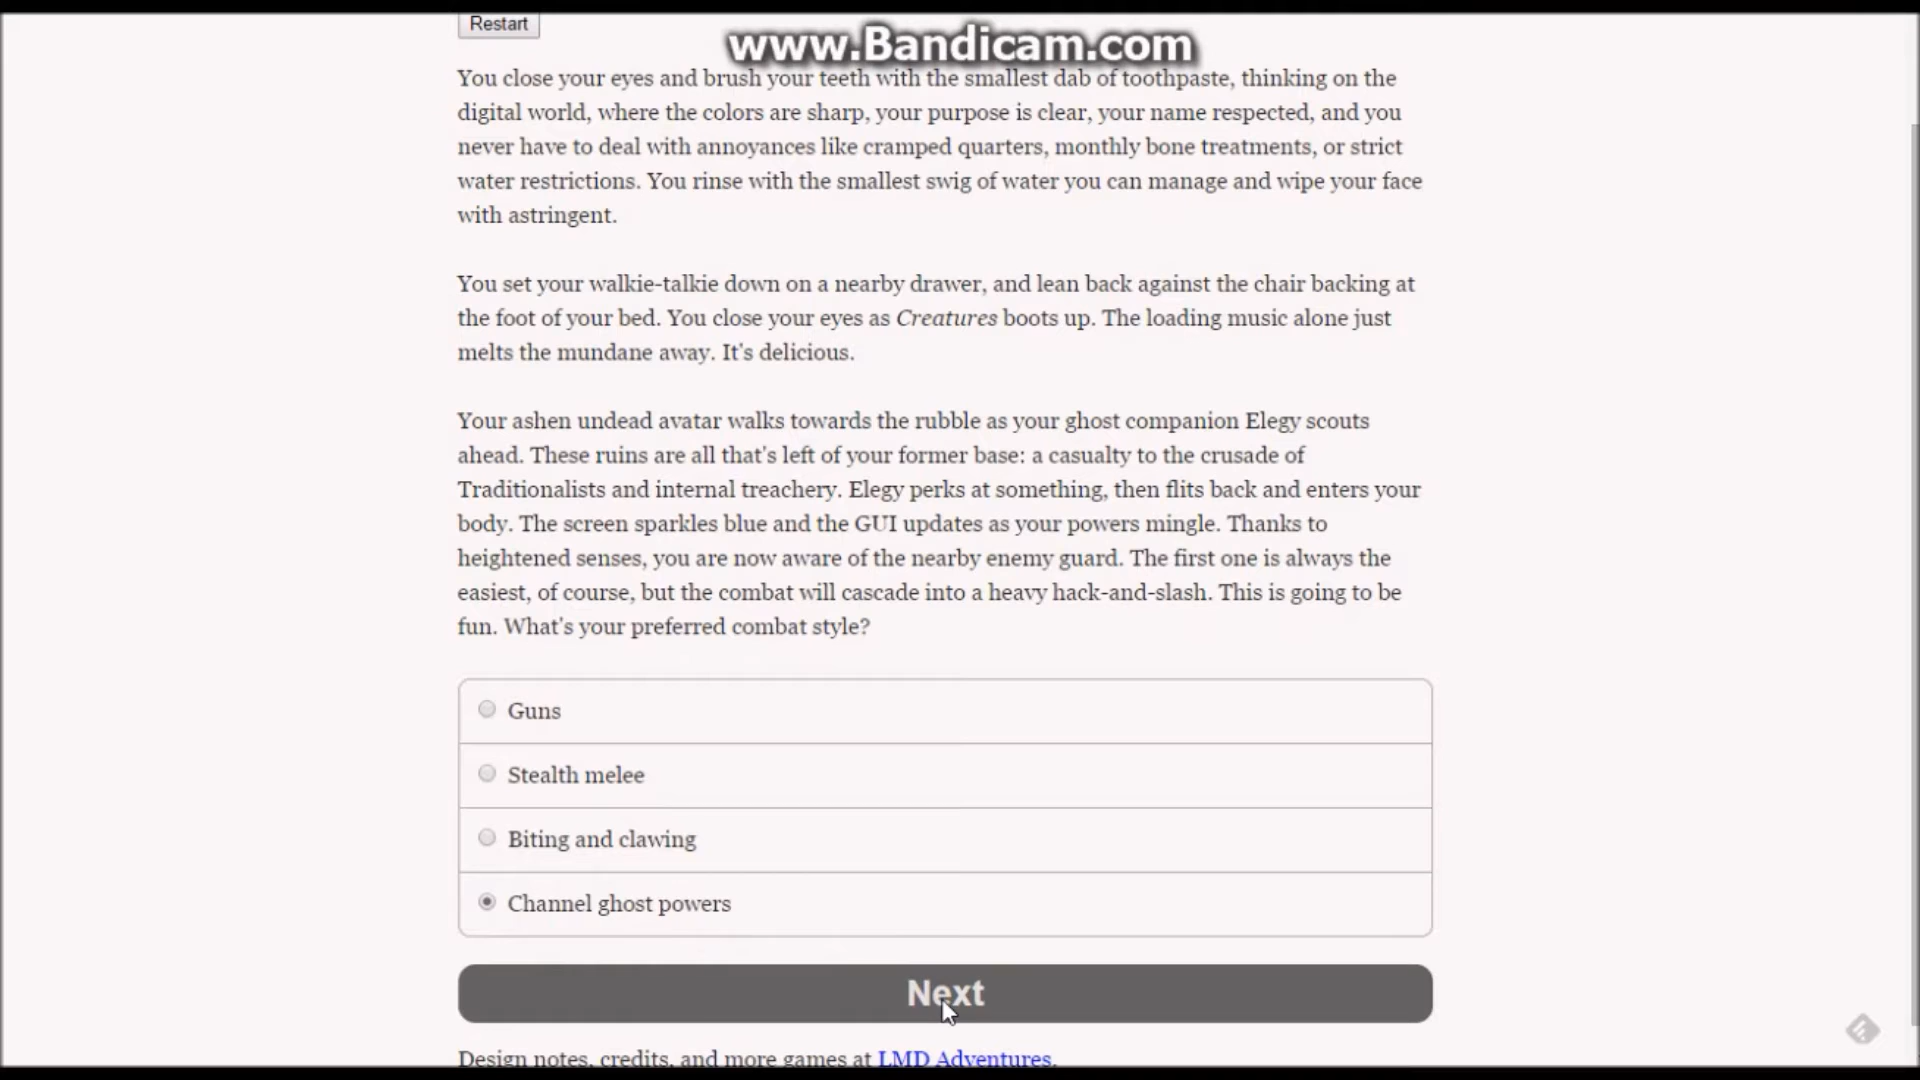 Restart
www.Bandicam.com
You close your eyes and brush your teeth with the smallest dab of toothpaste, thinking on the
digital world, where the colors are sharp, your purpose is clear, your name respected, and you
never have to deal with annoyances like cramped quarters, monthly bone treatments, or strict
water restrictions. You rinse with the smallest swig of water you can manage and wipe your face
with astringent.
You set your walkie-talkie down on a nearby drawer, and lean back against the chair backing at
the foot of your bed. You close your eyes as Creatures boots up. The loading music alone just
melts the mundane away. It's delicious.
Your ashen undead avatar walks towards the rubble as your ghost companion Elegy scouts
ahead. These ruins are all that's left of your former base: a casualty to the crusade of
Traditionalists and internal treachery. Elegy perks at something, then flits back and enters your
body. The screen sparkles blue and the GUI updates as your powers mingle. Thanks to
heightened senses, you are now aware of the nearby enemy guard. The first one is always the
easiest, of course, but the combat will cascade into a heavy hack-and-slash. This is going to be
fun. What's your preferred combat style?
Guns
Stealth melee
Biting and clawing
Channel ghost powers
Next
Design notes, credits, and more games at LMD Adventures.